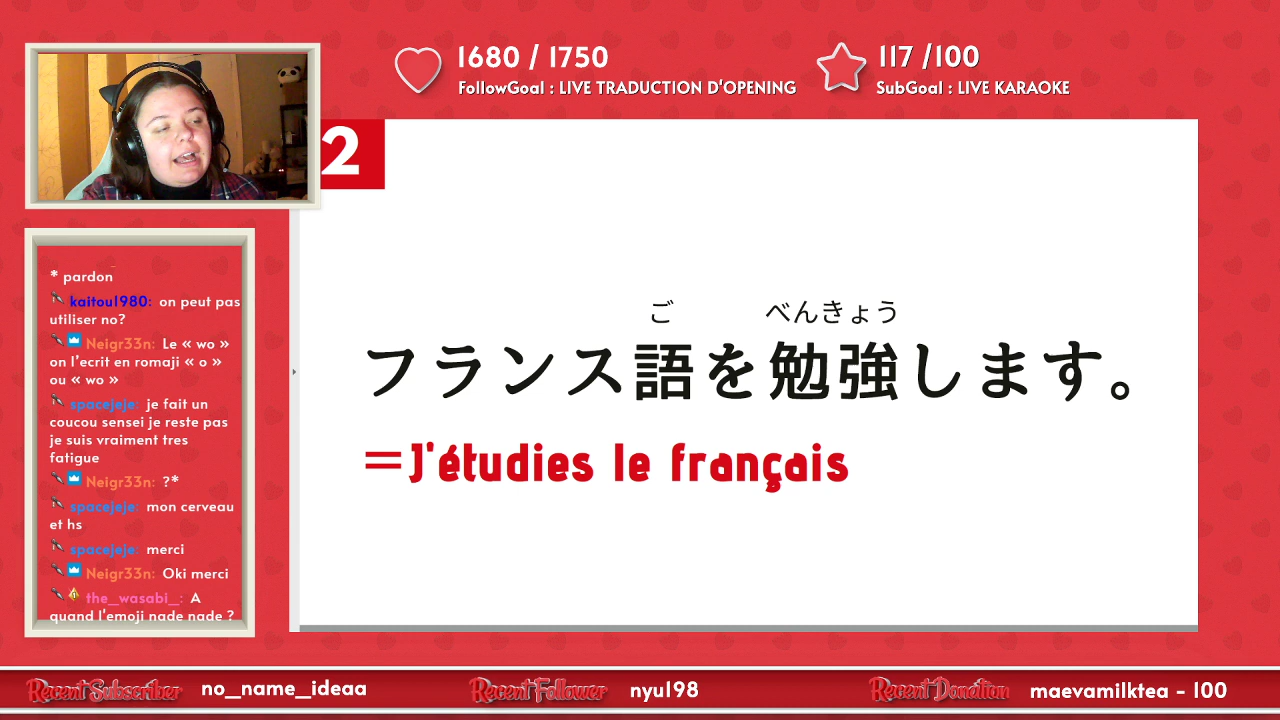 1680 / 1750
FollowGoal : LIVE TRADUCTION D'OPENING
117 /100
SubGoal : LIVE KARAOKE
2
ご べんきょう
フランス語を勉強します。
=J'étudies le français
* pardon
kaitou1980: on peut pas
utiliser no?
Neigr33n: Le « wo »
on l'ecrit en romaji « o »
ou « wo »
spacejeje: je fait un
coucou sensei je reste pas
je suis vraiment tres
fatigue
Neigr33n: ?*
spacejeje: mon cerveau
et hs
spacejeje: merci
Neigr33n: Oki merci
the_wasabi_: A
quand l'emoji nade nade ?
Recent Subscriber no_name_ideaa
Recent Follower nyu198
Recent Donation maevamilktea - 100